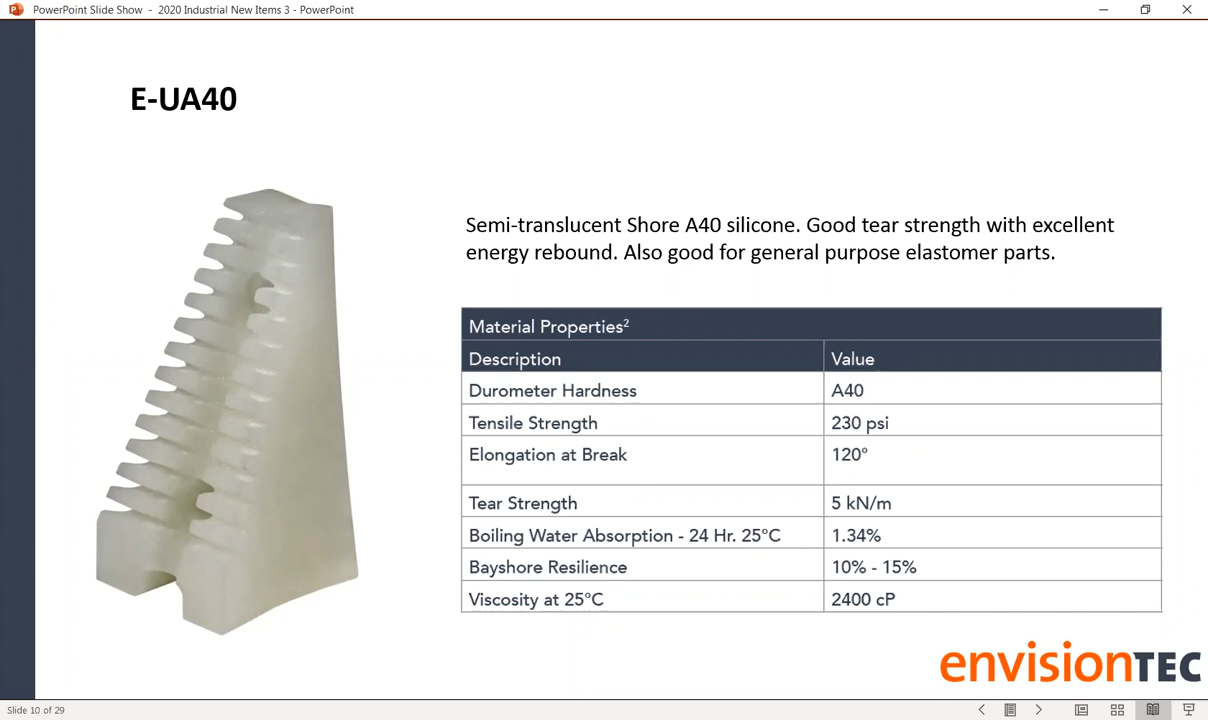 PowerPoint Slide Show - 2020 Industrial New Items 3 - PowerPoint
E-UA40
Semi-translucent Shore A40 silicone. Good tear strength with excellent
energy rebound. Also good for general purpose elastomer parts.
Material Properties²
Description Value
Durometer Hardness A40
Tensile Strength 230 psi
Elongation at Break 120°
Tear Strength 5 kN/m
Boiling Water Absorption - 24 Hr. 25°C 1.34%
Bayshore Resilience 10% - 15%
Viscosity at 25°C 2400 cP
envisionTEC
Slide 10 of 29